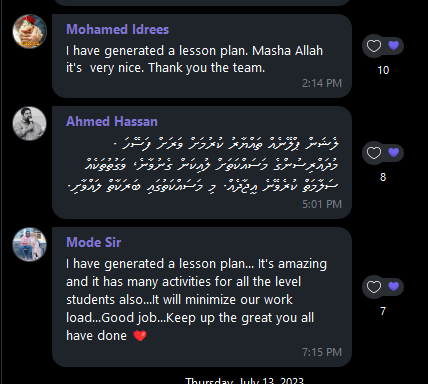 Mohamed Idrees
I have generated a lesson plan. Masha Allah
it's  very nice. Thank you the team.
2:14 PM
10
Ahmed Hassan
ލެޝަން ޕްލޭނެއް ތައްޔާރު ކުރުމަށް ވަރަށް ފަސޭހަ .
މުދައްރިސުންގެ މަސައްކަތަށް ލުއިކަން ގެނުވާނެ، ވަގުތުތަކެއް
ސަލާމަތް ކުރެވޭނެ އީޖާދެއް. މި މަސައްކަތުގައި ބަރަކާތް ލައްވާށި.
5:01 PM
8
Mode Sir
I have generated a lesson plan... It's amazing
and it has many activities for all the level
students also...It will minimize our work
load...Good job...Keep up the great you all
have done ❤️
7:15 PM
7
Thursday, July 13, 2023